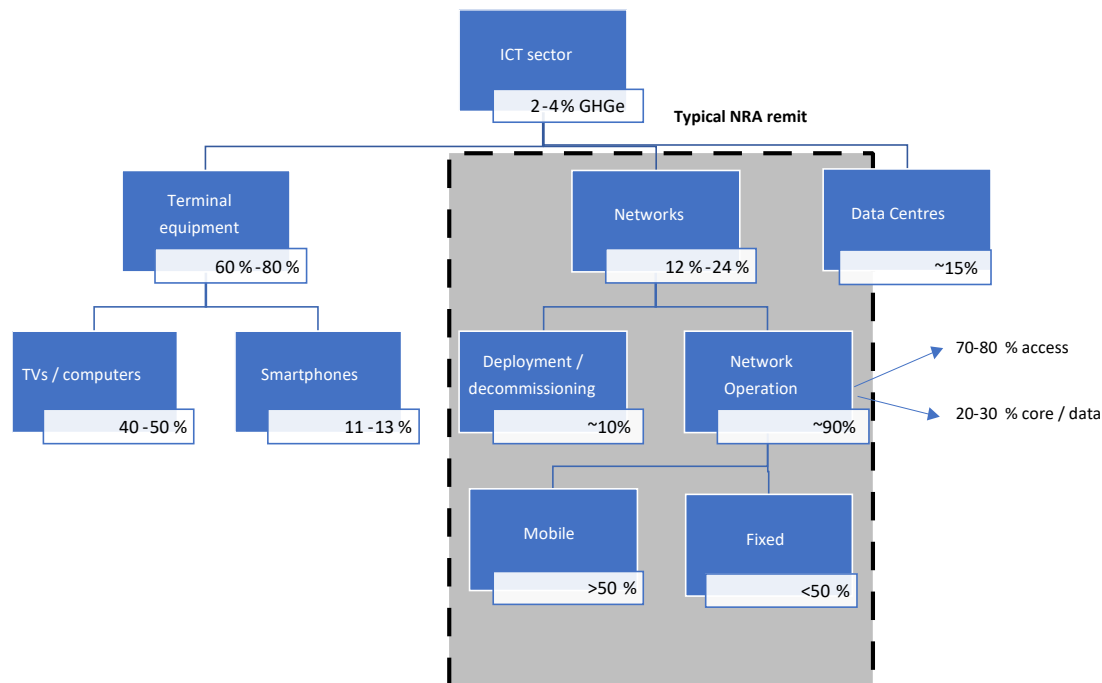 ICT sector
2-4% GHGe
Typical NRA remit
Terminal
equipment
60 %-80 %
Networks
12 %-24 %
Data Centres
~15%
TVs / computers
40 -50 %
Smartphones
11 -13 %
Deployment /
decommissioning
~10%
Network
Operation
~90%
70-80 % access
20-30 % core / data
Mobile
>50 %
Fixed
<50 %